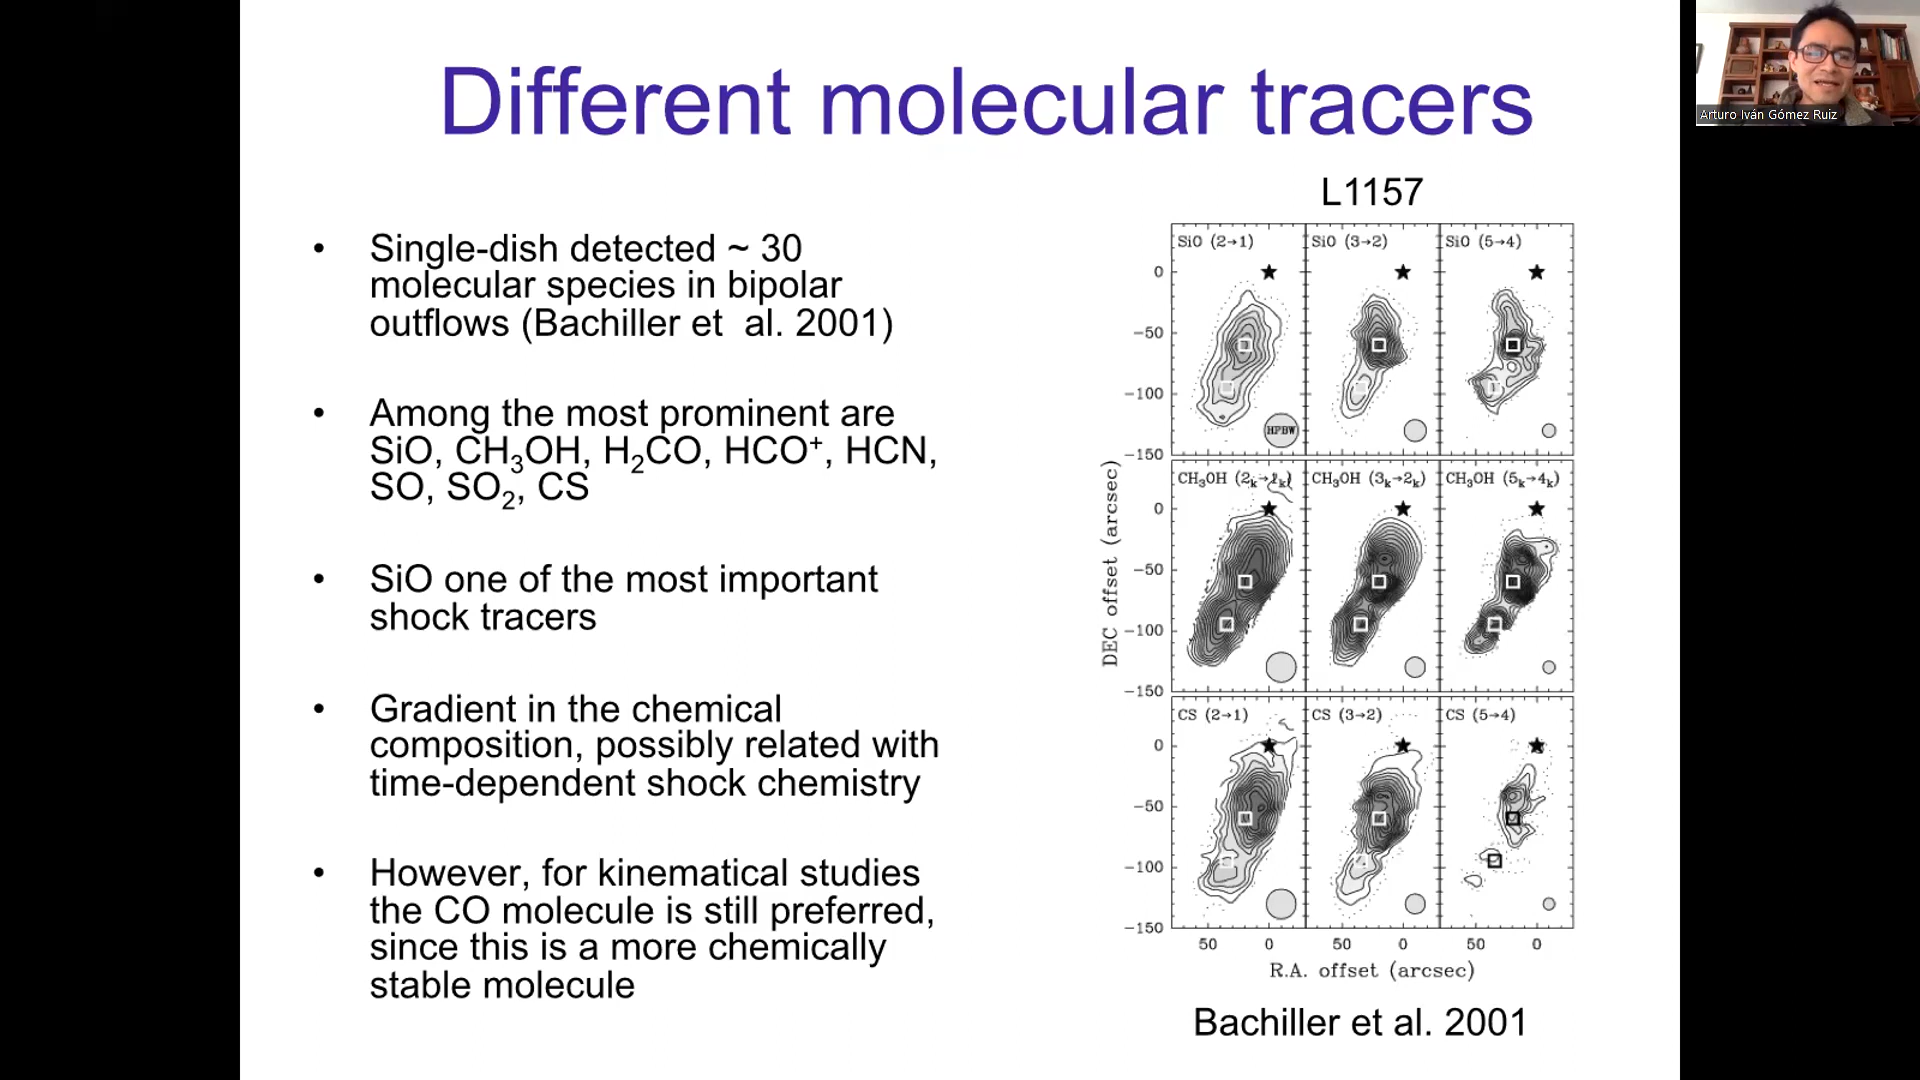 Different molecular tracers
Arturo Iván Gómez Ruiz
• Single-dish detected ~ 30
molecular species in bipolar
outflows (Bachiller et al. 2001)
• Among the most prominent are
SiO, CH₃OH, H₂CO, HCO⁺, HCN,
SO, SO₂, CS
• SiO one of the most important
shock tracers
• Gradient in the chemical
composition, possibly related with
time-dependent shock chemistry
• However, for kinematical studies
the CO molecule is still preferred,
since this is a more chemically
stable molecule
L1157
SiO (2→1) SiO (3→2) SiO (5→4)
0
−50
−100
HPBW
−150
CH₃OH (2ₖ→1ₖ) CH₃OH (3ₖ→2ₖ) CH₃OH (5ₖ→4ₖ)
0
−50
−100
−150
DEC offset (arcsec)
CS (2→1) CS (3→2) CS (5→4)
0
−50
−100
−150
50 0 50 0 50 0
R.A. offset (arcsec)
Bachiller et al. 2001